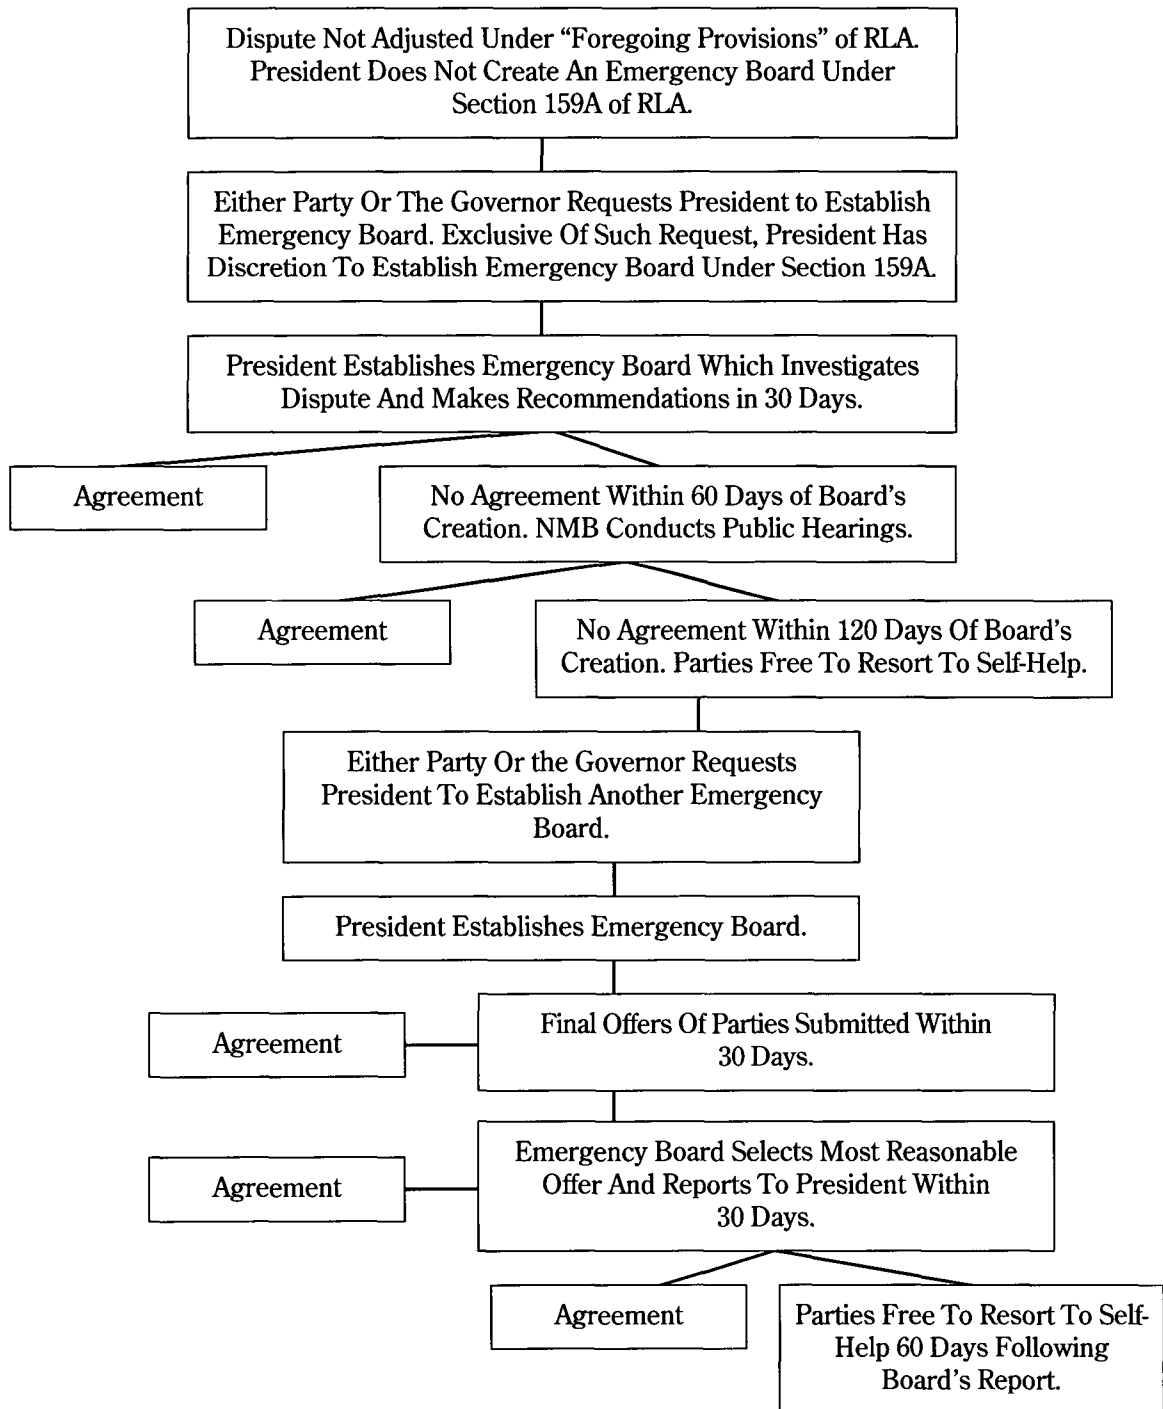 Dispute Not Adjusted Under “Foregoing Provisions” of RLA.
President Does Not Create An Emergency Board Under
Section 159A of RLA.
Either Party Or The Governor Requests President to Establish
Emergency Board. Exclusive Of Such Request, President Has
Discretion To Establish Emergency Board Under Section 159A.
President Establishes Emergency Board Which Investigates
Dispute And Makes Recommendations in 30 Days.
Agreement
No Agreement Within 60 Days of Board’s
Creation. NMB Conducts Public Hearings.
Agreement
No Agreement Within 120 Days Of Board’s
Creation. Parties Free To Resort To Self-Help.
Either Party Or the Governor Requests
President To Establish Another Emergency
Board.
President Establishes Emergency Board.
Agreement
Final Offers Of Parties Submitted Within
30 Days.
Agreement
Emergency Board Selects Most Reasonable
Offer And Reports To President Within
30 Days.
Agreement
Parties Free To Resort To Self-
Help 60 Days Following
Board’s Report.